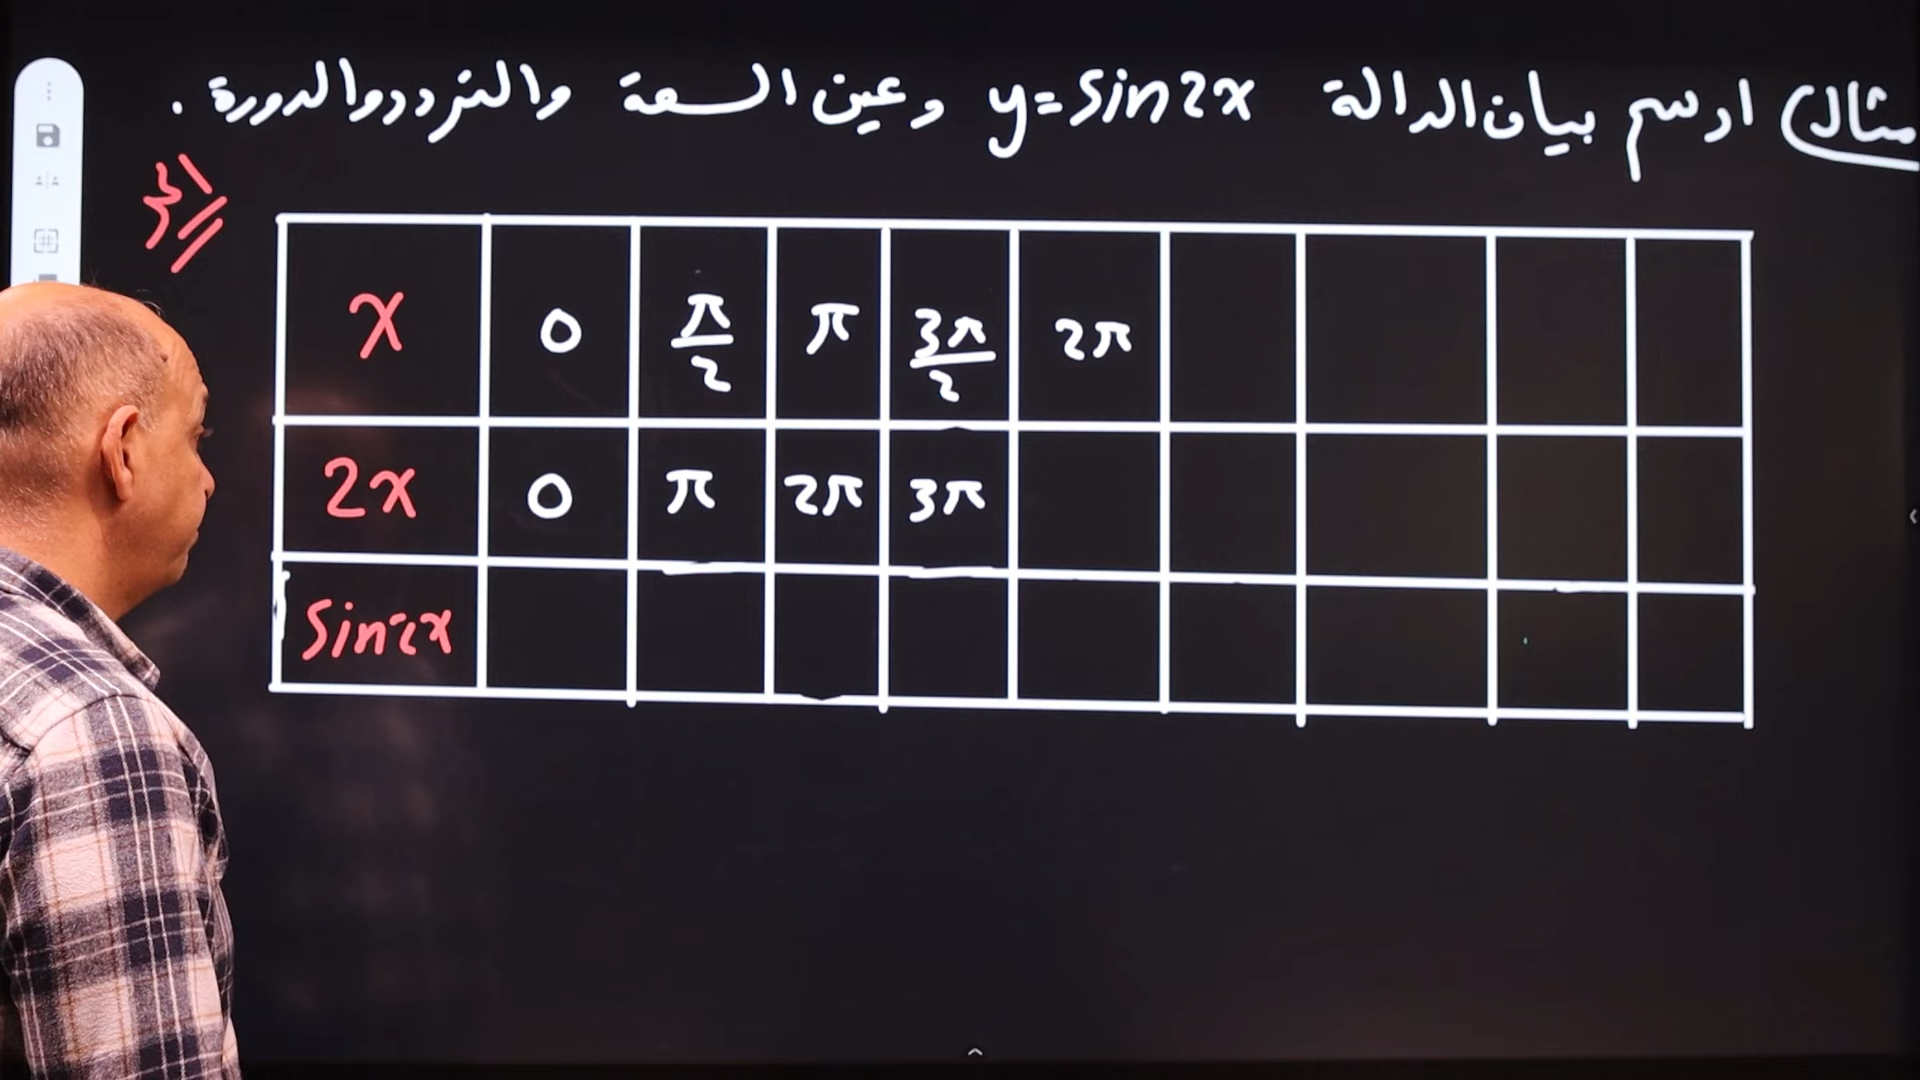 مثال ارسم بيان الدالة y=sin2x وعين السعة والتردد والدورة .
x 0 π/2 π 3π/2 2π
2x 0 π 2π 3π
sin2x